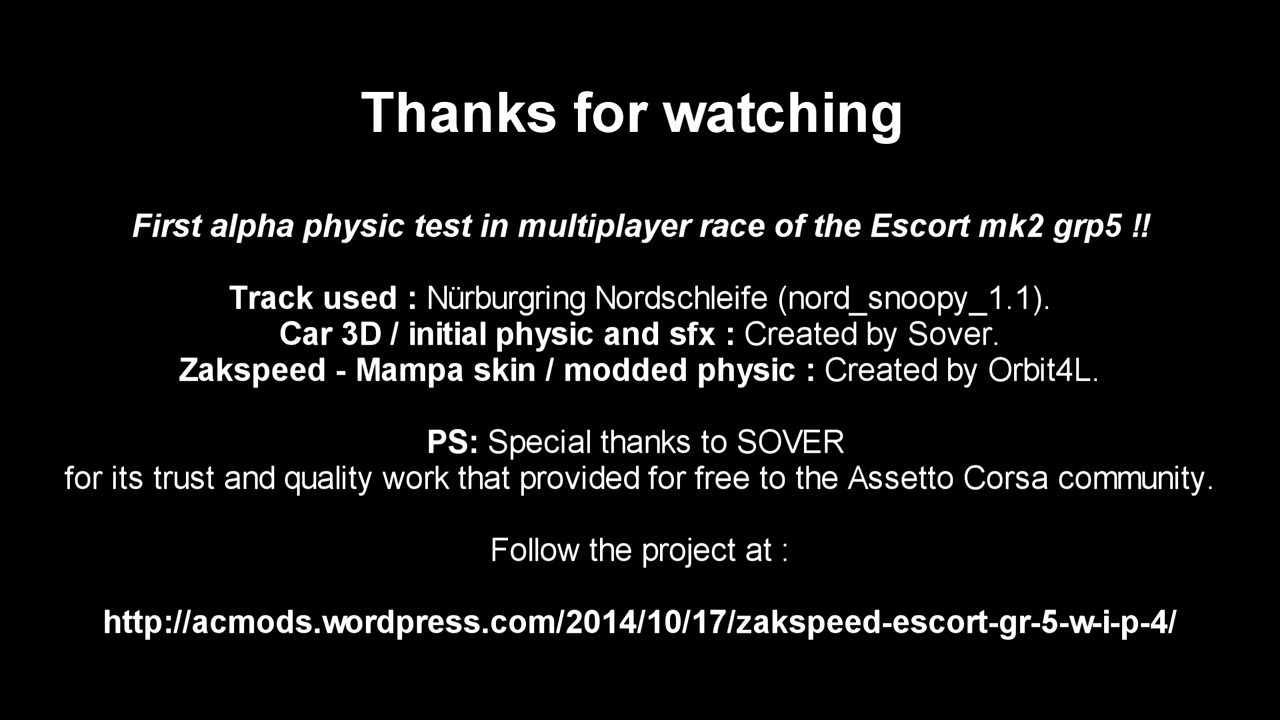 Thanks for watching
First alpha physic test in multiplayer race of the Escort mk2 grp5 !!
Track used : Nürburgring Nordschleife (nord_snoopy_1.1).
Car 3D / initial physic and sfx : Created by Sover.
Zakspeed - Mampa skin / modded physic : Created by Orbit4L.
PS: Special thanks to SOVER
for its trust and quality work that provided for free to the Assetto Corsa community.
Follow the project at :
http://acmods.wordpress.com/2014/10/17/zakspeed-escort-gr-5-w-i-p-4/